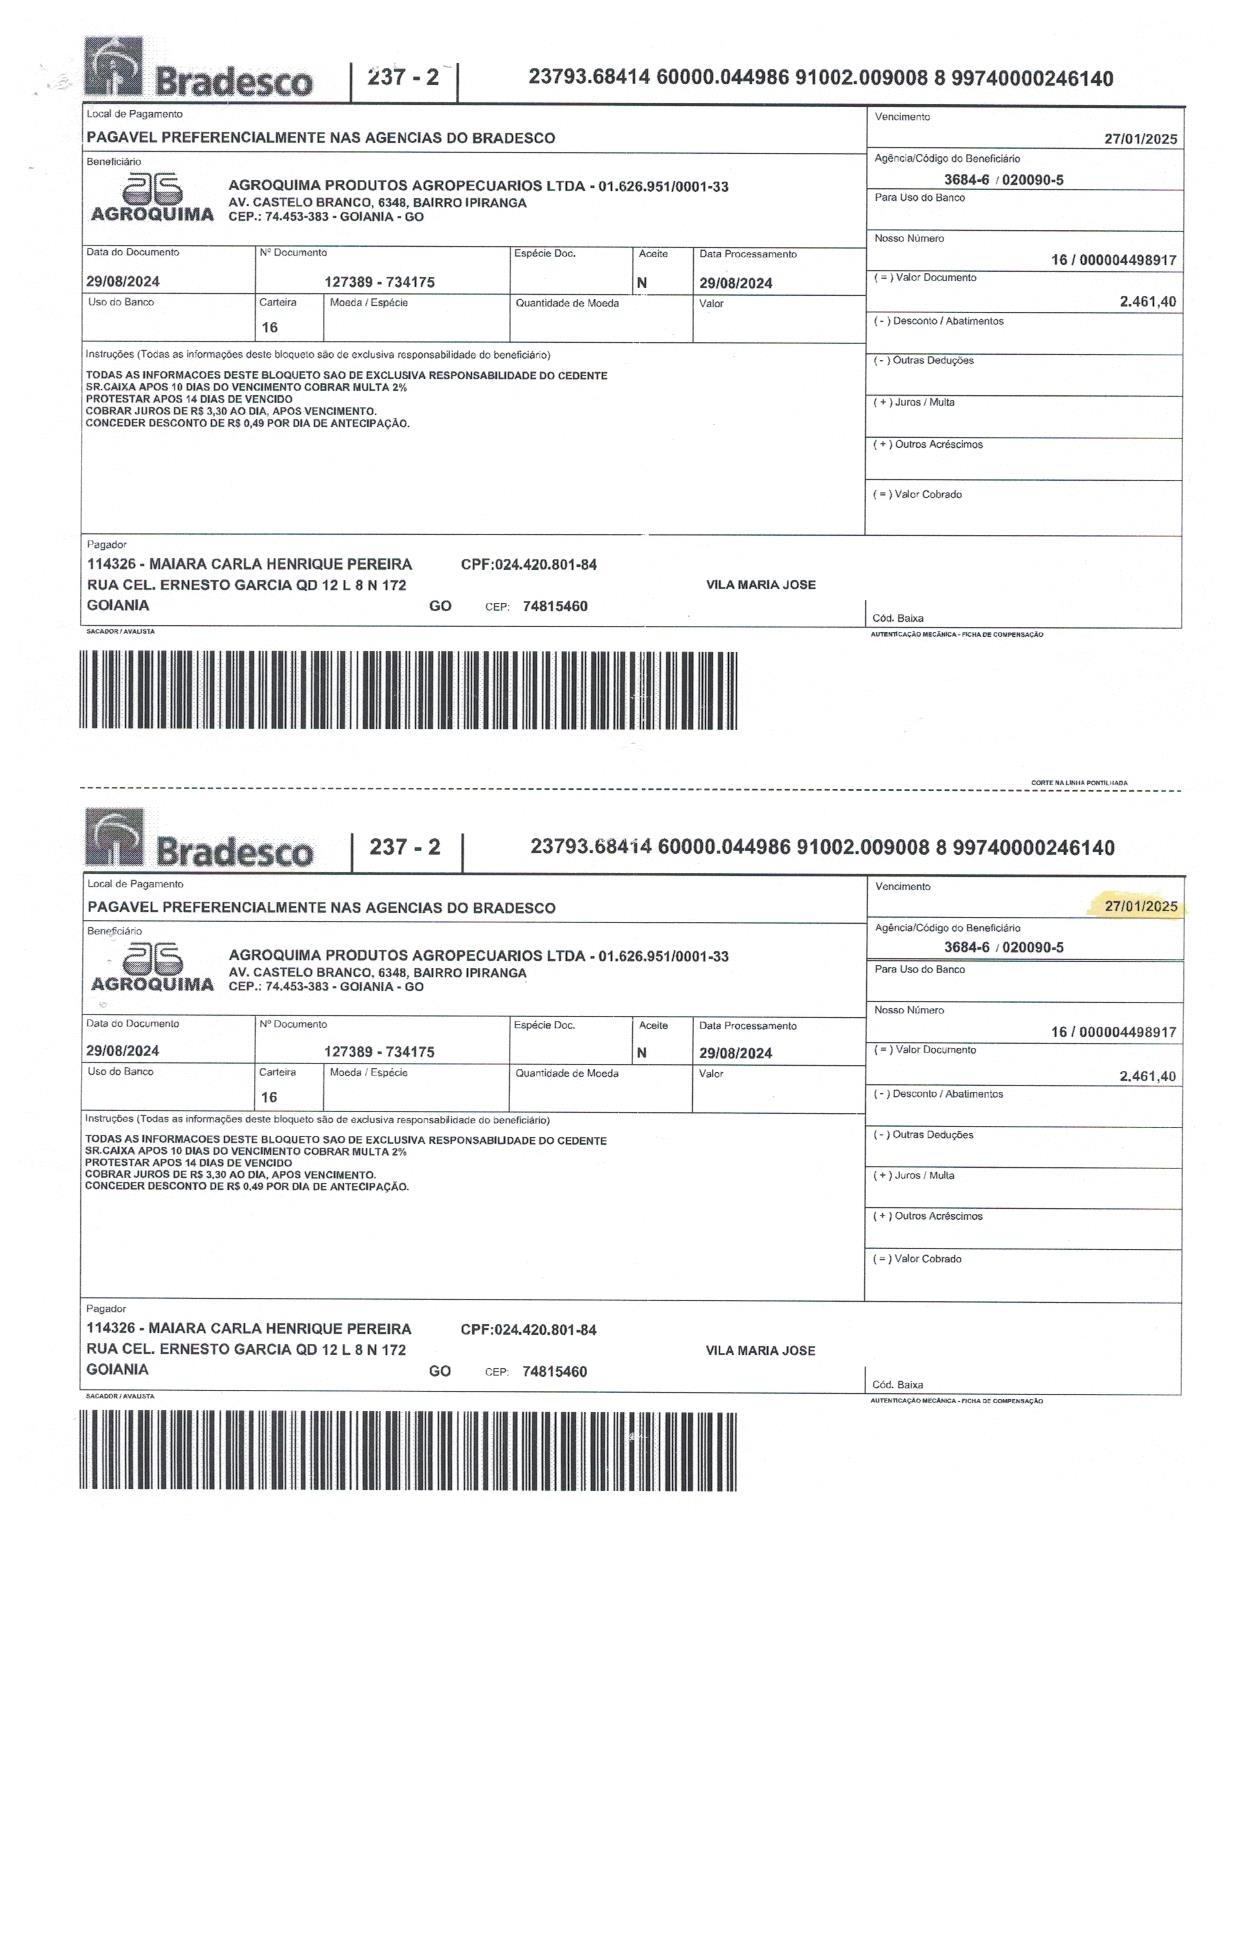 Bradesco 237 - 2 23793.68414 60000.044986 91002.009008 8 99740000246140
Local de Pagamento
PAGAVEL PREFERENCIALMENTE NAS AGENCIAS DO BRADESCO
Vencimento
27/01/2025
Beneficiário
AGROQUIMA
AGROQUIMA PRODUTOS AGROPECUARIOS LTDA - 01.626.951/0001-33
AV. CASTELO BRANCO, 6348, BAIRRO IPIRANGA
CEP.: 74.453-383 - GOIANIA - GO
Agência/Código do Beneficiário
3684-6 / 020090-5
Para Uso do Banco
Data do Documento Nº Documento Espécie Doc. Aceite Data Processamento
29/08/2024 127389 - 734175 N 29/08/2024
Nosso Número
16 / 000004498917
Uso do Banco Carteira Moeda / Espécie Quantidade de Moeda Valor
16
( = ) Valor Documento
2.461,40
Instruções (Todas as informações deste bloqueto são de exclusiva responsabilidade do beneficiário)
TODAS AS INFORMACOES DESTE BLOQUETO SAO DE EXCLUSIVA RESPONSABILIDADE DO CEDENTE
SR.CAIXA APOS 10 DIAS DO VENCIMENTO COBRAR MULTA 2%
PROTESTAR APOS 14 DIAS DE VENCIDO
COBRAR JUROS DE R$ 3,30 AO DIA, APOS VENCIMENTO.
CONCEDER DESCONTO DE R$ 0,49 POR DIA DE ANTECIPAÇÃO.
( - ) Desconto / Abatimentos
( - ) Outras Deduções
( + ) Juros / Multa
( + ) Outros Acréscimos
( = ) Valor Cobrado
Pagador
114326 - MAIARA CARLA HENRIQUE PEREIRA CPF:024.420.801-84
RUA CEL. ERNESTO GARCIA QD 12 L 8 N 172 VILA MARIA JOSE
GOIANIA GO CEP: 74815460
Cód. Baixa
SACADOR / AVALISTA AUTENTICAÇÃO MECÂNICA - FICHA DE COMPENSAÇÃO
CORTE NA LINHA PONTILHADA
Bradesco 237 - 2 23793.68414 60000.044986 91002.009008 8 99740000246140
Local de Pagamento
PAGAVEL PREFERENCIALMENTE NAS AGENCIAS DO BRADESCO
Vencimento
27/01/2025
Beneficiário
AGROQUIMA
AGROQUIMA PRODUTOS AGROPECUARIOS LTDA - 01.626.951/0001-33
AV. CASTELO BRANCO, 6348, BAIRRO IPIRANGA
CEP.: 74.453-383 - GOIANIA - GO
Agência/Código do Beneficiário
3684-6 / 020090-5
Para Uso do Banco
Data do Documento Nº Documento Espécie Doc. Aceite Data Processamento
29/08/2024 127389 - 734175 N 29/08/2024
Nosso Número
16 / 000004498917
Uso do Banco Carteira Moeda / Espécie Quantidade de Moeda Valor
16
( = ) Valor Documento
2.461,40
Instruções (Todas as informações deste bloqueto são de exclusiva responsabilidade do beneficiário)
TODAS AS INFORMACOES DESTE BLOQUETO SAO DE EXCLUSIVA RESPONSABILIDADE DO CEDENTE
SR.CAIXA APOS 10 DIAS DO VENCIMENTO COBRAR MULTA 2%
PROTESTAR APOS 14 DIAS DE VENCIDO
COBRAR JUROS DE R$ 3,30 AO DIA, APOS VENCIMENTO.
CONCEDER DESCONTO DE R$ 0,49 POR DIA DE ANTECIPAÇÃO.
( - ) Desconto / Abatimentos
( - ) Outras Deduções
( + ) Juros / Multa
( + ) Outros Acréscimos
( = ) Valor Cobrado
Pagador
114326 - MAIARA CARLA HENRIQUE PEREIRA CPF:024.420.801-84
RUA CEL. ERNESTO GARCIA QD 12 L 8 N 172 VILA MARIA JOSE
GOIANIA GO CEP: 74815460
Cód. Baixa
SACADOR / AVALISTA AUTENTICAÇÃO MECÂNICA - FICHA DE COMPENSAÇÃO